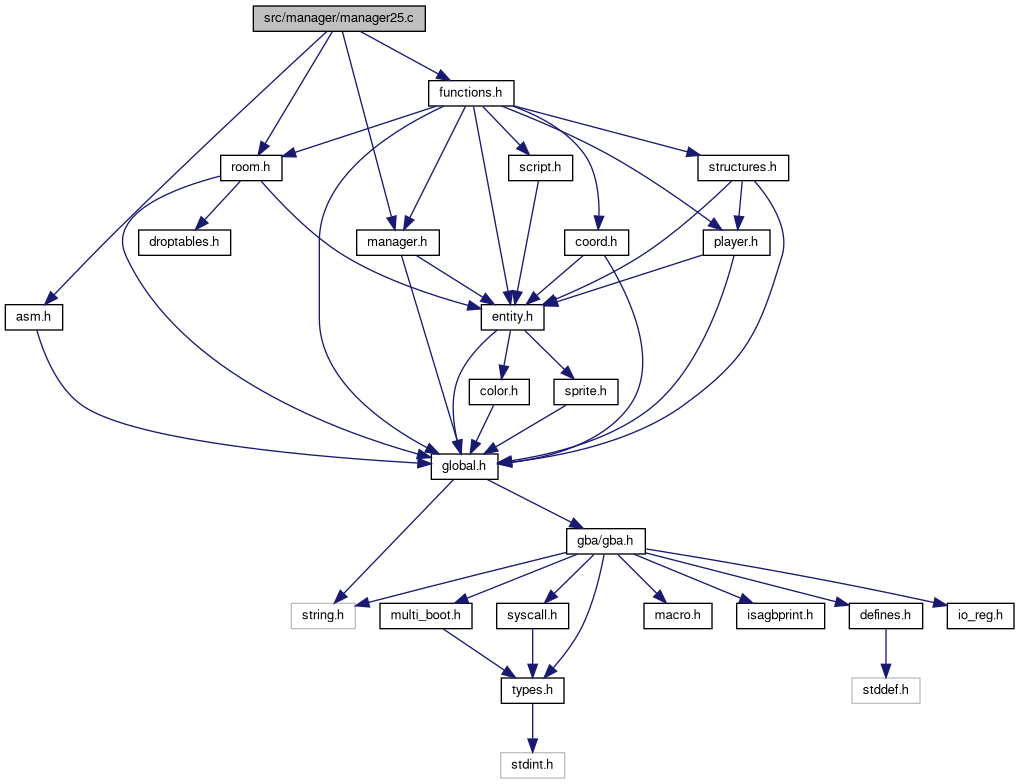 src/manager/manager25.c
functions.h
room.h
script.h
structures.h
droptables.h
manager.h
coord.h
player.h
asm.h
entity.h
color.h
sprite.h
global.h
gba/gba.h
string.h
multi_boot.h
syscall.h
macro.h
isagbprint.h
defines.h
io_reg.h
types.h
stddef.h
stdint.h